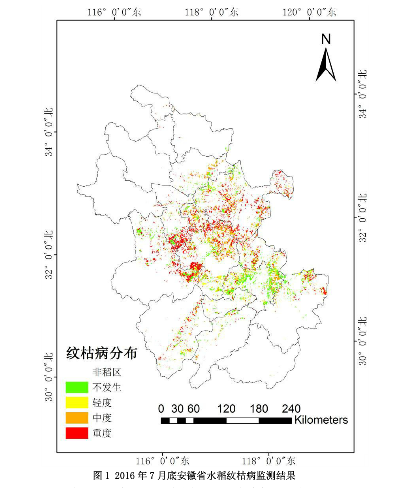 116° 0'0"东 118° 0'0"东 120° 0'0"东
N
34° 0'0"北
34° 0'0"北
32° 0'0"北
32° 0'0"北
30° 0'0"北
30° 0'0"北
纹枯病分布
非稻区
不发生
轻度
中度
重度
0 30 60 120 180 240
Kilometers
116° 0'0"东 118° 0'0"东
图 1 2016 年 7 月底安徽省水稻纹枯病监测结果